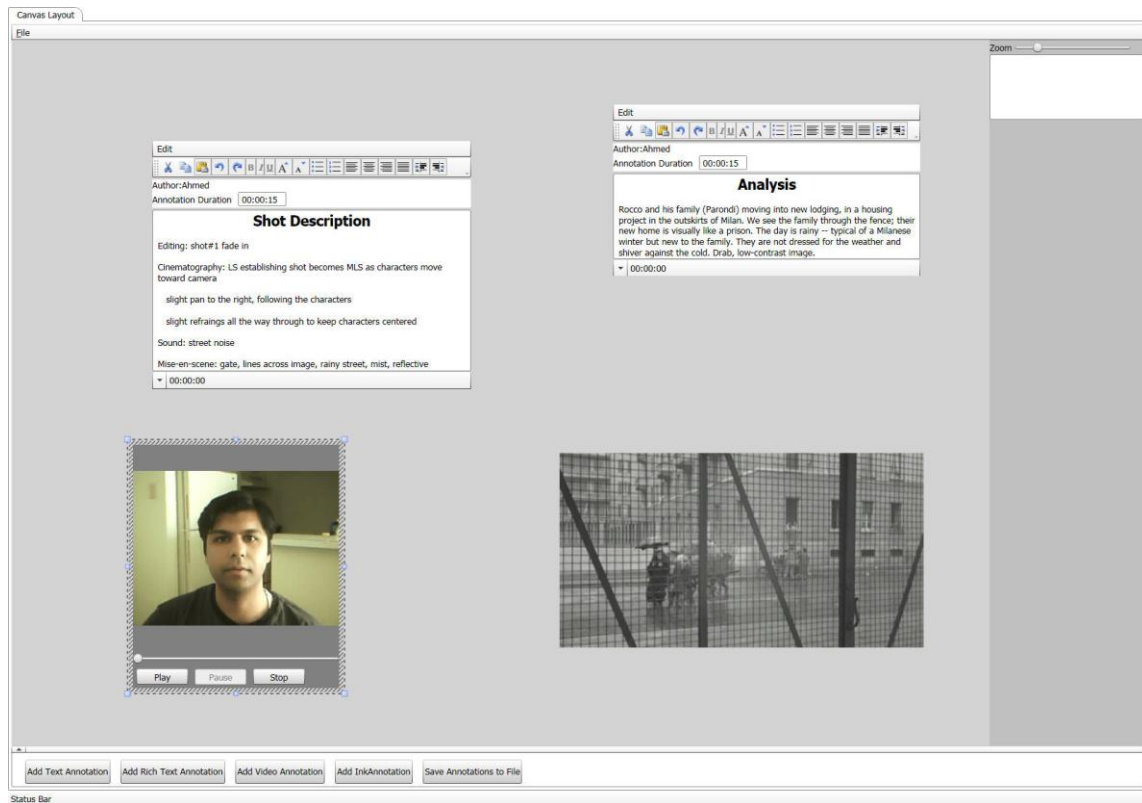 Canvas Layout
File
Zoom
Edit
B I U A A
Author:Ahmed
Annotation Duration 00:00:15
Shot Description
Editing: shot#1 fade in
Cinematography: LS establishing shot becomes MLS as characters move
toward camera
slight pan to the right, following the characters
slight refraings all the way through to keep characters centered
Sound: street noise
Mise-en-scene: gate, lines across image, rainy street, mist, reflective
00:00:00
Edit
B I U A A
Author:Ahmed
Annotation Duration 00:00:15
Analysis
Rocco and his family (Parondi) moving into new lodging, in a housing
project in the outskirts of Milan. We see the family through the fence; their
new home is visually like a prison. The day is rainy -- typical of a Milanese
winter but new to the family. They are not dressed for the weather and
shiver against the cold. Drab, low-contrast image.
00:00:00
Play Pause Stop
Add Text Annotation Add Rich Text Annotation Add Video Annotation Add InkAnnotation Save Annotations to File
Status Bar